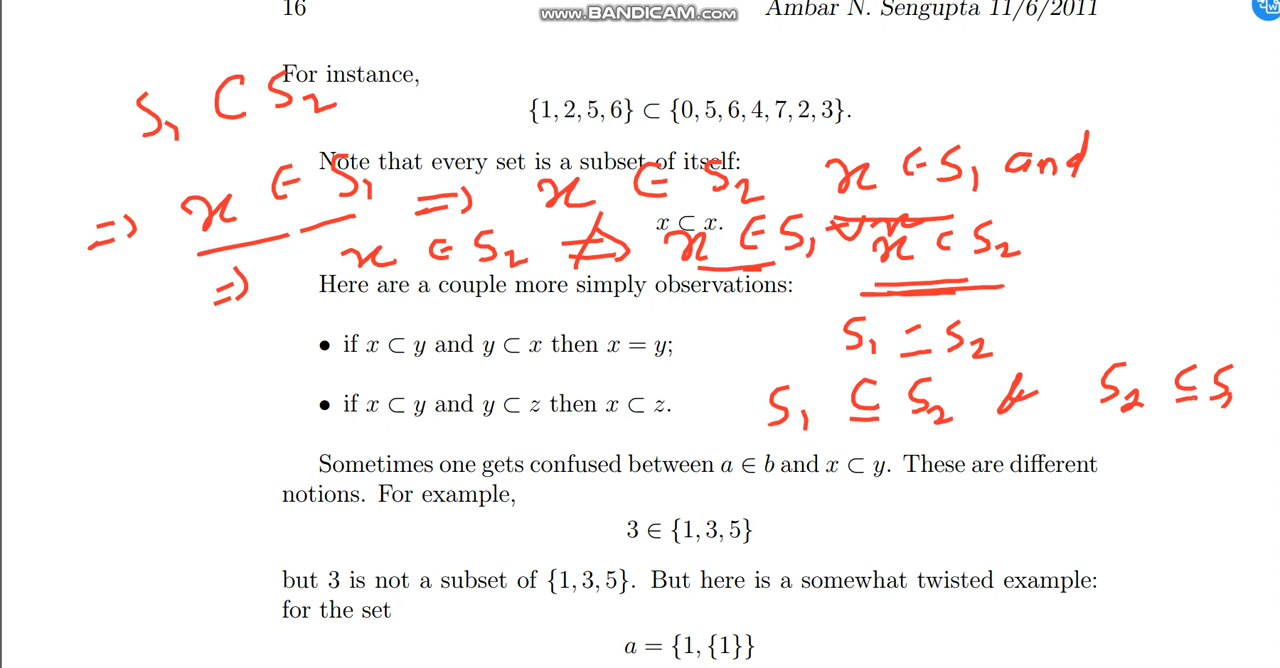 16 Ambar N. Sengupta 11/6/2011
www.BANDICAM.com
For instance,
S₁ ⊂ S₂
{1, 2, 5, 6} ⊂ {0, 5, 6, 4, 7, 2, 3}.
Note that every set is a subset of itself:
⇒ x ∈ S₁ ⇒ x ∈ S₂ x ∈ S₁ and
x ⊂ x.
⇒ x ∈ S₂ ⇏ x ∈ S₁ x ∈ S₂
Here are a couple more simply observations:
S₁ = S₂
• if x ⊂ y and y ⊂ x then x = y;
S₁ ⊆ S₂ & S₂ ⊆ S₁
• if x ⊂ y and y ⊂ z then x ⊂ z.
Sometimes one gets confused between a ∈ b and x ⊂ y. These are different
notions. For example,
3 ∈ {1, 3, 5}
but 3 is not a subset of {1, 3, 5}. But here is a somewhat twisted example:
for the set
a = {1, {1}}